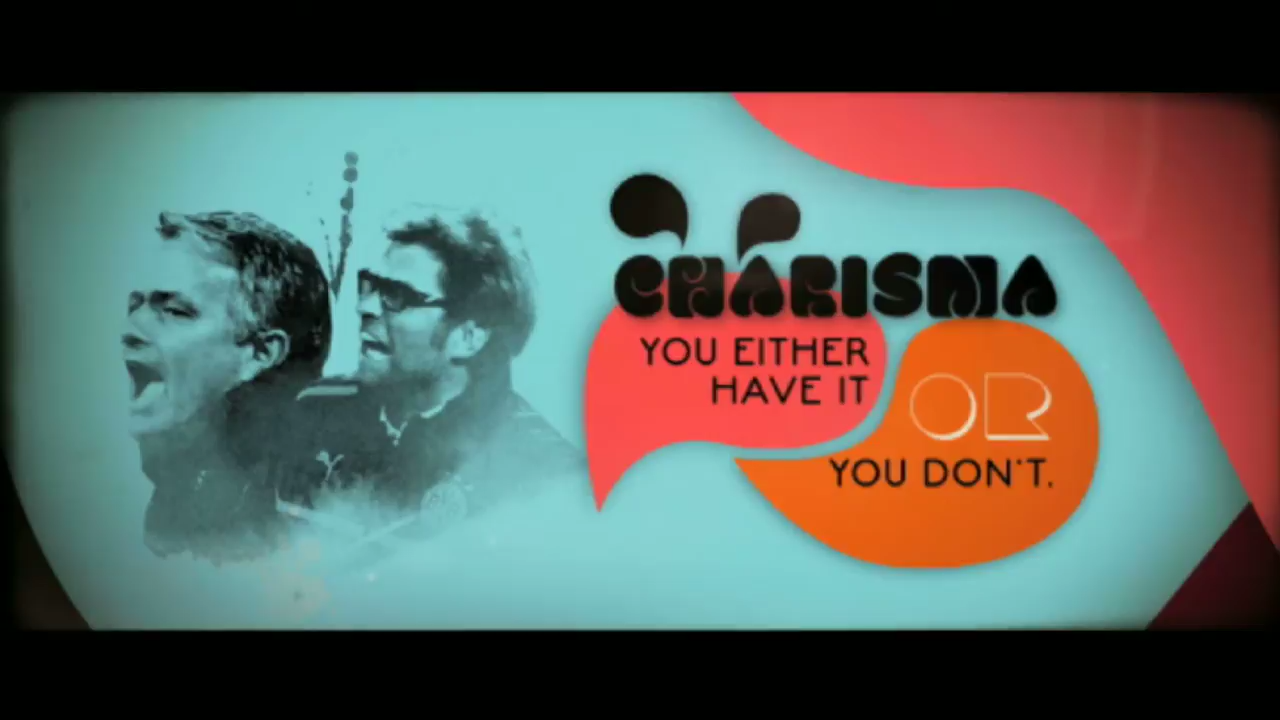 CHARISMA
YOU EITHER
HAVE IT
OR
YOU DON'T.